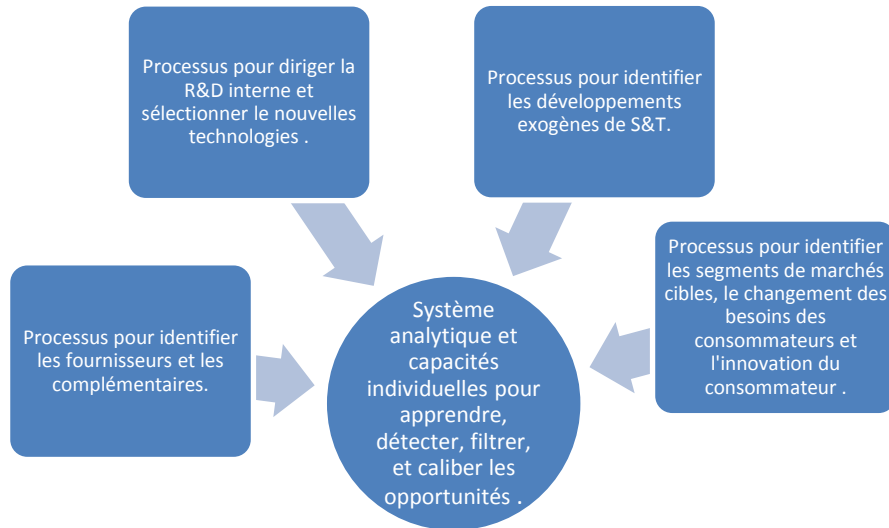 Processus pour diriger la
R&D interne et
sélectionner le nouvelles
technologies .
Processus pour identifier
les développements
exogènes de S&T.
Processus pour identifier
les fournisseurs et les
complémentaires.
Système
analytique et
capacités
individuelles pour
apprendre,
détecter, filtrer,
et caliber les
opportunités .
Processus pour identifier
les segments de marchés
cibles, le changement des
besoins des
consommateurs et
l'innovation du
consommateur .